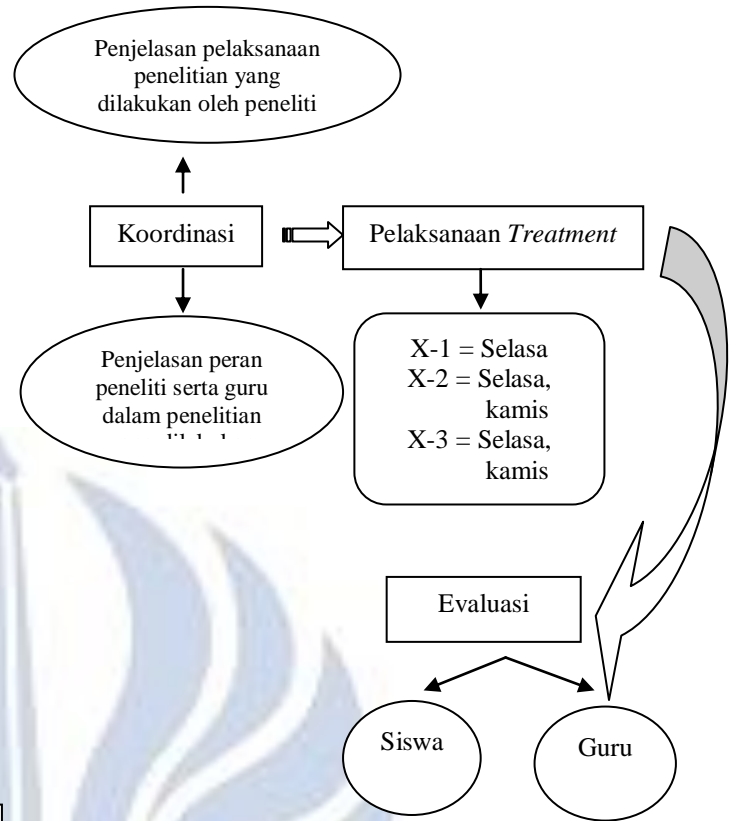 Penjelasan pelaksanaan
penelitian yang
dilakukan oleh peneliti
Koordinasi
Pelaksanaan Treatment
Penjelasan peran
peneliti serta guru
dalam penelitian
X-1 = Selasa
X-2 = Selasa,
kamis
X-3 = Selasa,
kamis
Evaluasi
Siswa
Guru